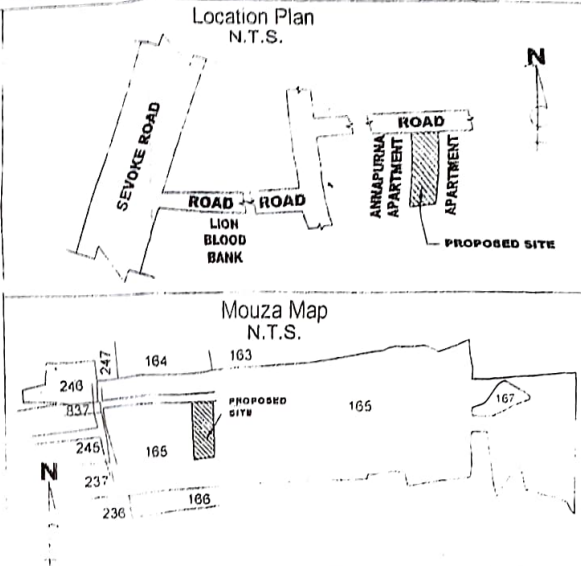 Location Plan
N.T.S.
N
SEVOKE ROAD
ROAD
ROAD
LION
BLOOD
BANK
ROAD
ANNAPURNA
APARTMENT
APARTMENT
PROPOSED SITE
Mouza Map
N.T.S.
247
164
163
246
837
PROPOSED
SITE
165
167
245
165
237
N
236
166